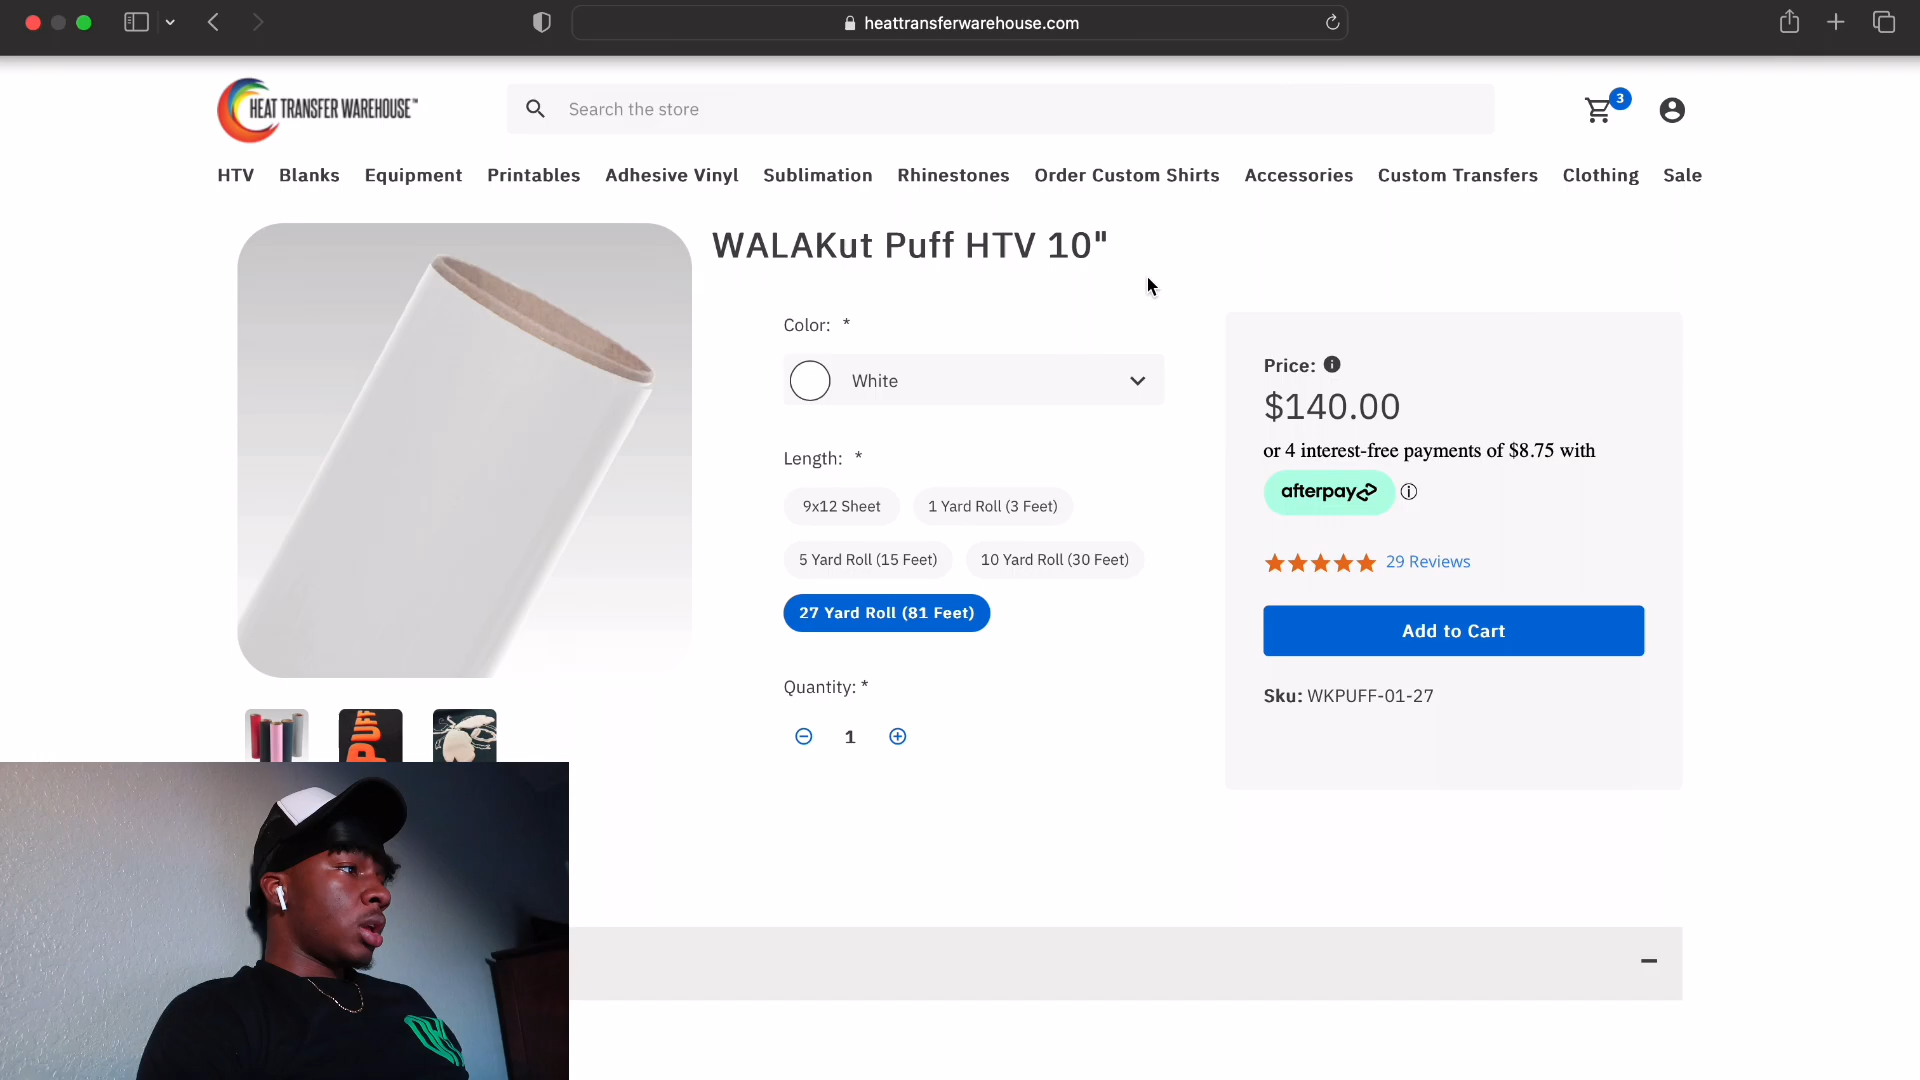 heattransferwarehouse.com
HEAT TRANSFER WAREHOUSE™
Search the store
3
HTV Blanks Equipment Printables Adhesive Vinyl Sublimation Rhinestones Order Custom Shirts Accessories Custom Transfers Clothing Sale
WALAKut Puff HTV 10"
Color: *
White
Length: *
9x12 Sheet 1 Yard Roll (3 Feet)
5 Yard Roll (15 Feet) 10 Yard Roll (30 Feet)
27 Yard Roll (81 Feet)
Quantity: *
1
Price:
$140.00
or 4 interest-free payments of $8.75 with
afterpay
29 Reviews
Add to Cart
Sku: WKPUFF-01-27
PUFF